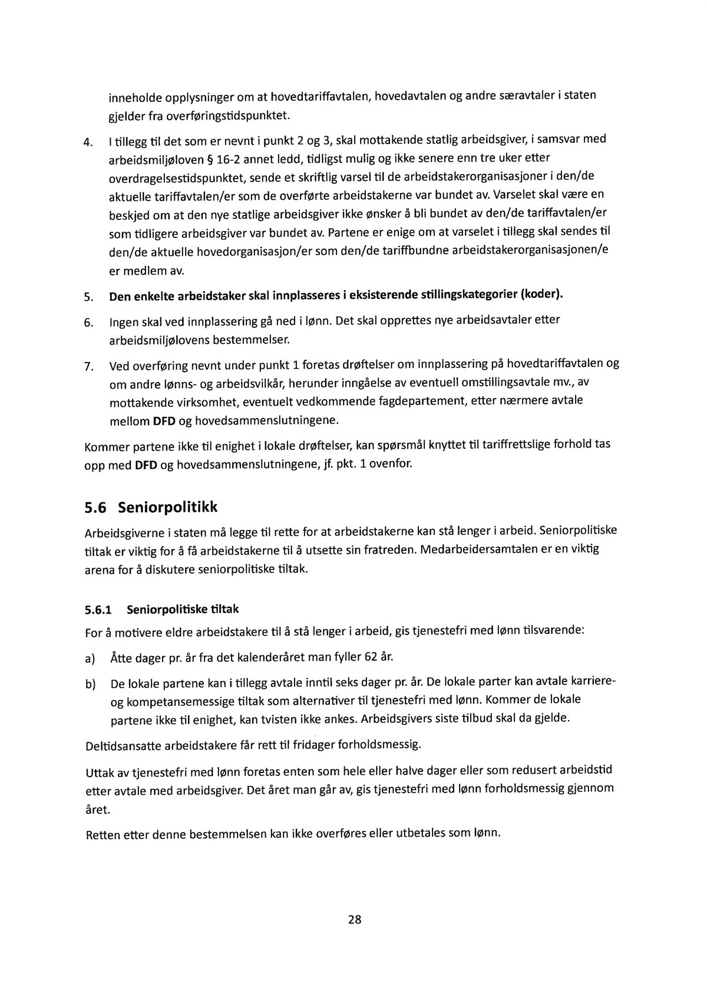 inneholde opplysninger om at hovedtariffavtalen, hovedavtalen og andre særavtaler i staten
gjelder fra overføringstidspunktet.
4. I tillegg til det som er nevnt i punkt 2 og 3, skal mottakende statlig arbeidsgiver, i samsvar med
arbeidsmiljøloven § 16-2 annet ledd, tidligst mulig og ikke senere enn tre uker etter
overdragelsestidspunktet, sende et skriftlig varsel til de arbeidstakerorganisasjoner i den/de
aktuelle tariffavtalen/er som de overførte arbeidstakerne var bundet av. Varselet skal være en
beskjed om at den nye statlige arbeidsgiver ikke ønsker å bli bundet av den/de tariffavtalen/er
som tidligere arbeidsgiver var bundet av. Partene er enige om at varselet i tillegg skal sendes til
den/de aktuelle hovedorganisasjon/er som den/de tariffbundne arbeidstakerorganisasjonen/e
er medlem av.
5. Den enkelte arbeidstaker skal innplasseres i eksisterende stillingskategorier (koder).
6. Ingen skal ved innplassering gå ned i lønn. Det skal opprettes nye arbeidsavtaler etter
arbeidsmiljølovens bestemmelser.
7. Ved overføring nevnt under punkt 1 foretas drøftelser om innplassering på hovedtariffavtalen og
om andre lønns- og arbeidsvilkår, herunder inngåelse av eventuell omstillingsavtale mv., av
mottakende virksomhet, eventuelt vedkommende fagdepartement, etter nærmere avtale
mellom DFD og hovedsammenslutningene.
Kommer partene ikke til enighet i lokale drøftelser, kan spørsmål knyttet til tariffrettslige forhold tas
opp med DFD og hovedsammenslutningene, jf. pkt. 1 ovenfor.
5.6 Seniorpolitikk
Arbeidsgiverne i staten må legge til rette for at arbeidstakerne kan stå lenger i arbeid. Seniorpolitiske
tiltak er viktig for å få arbeidstakerne til å utsette sin fratreden. Medarbeidersamtalen er en viktig
arena for å diskutere seniorpolitiske tiltak.
5.6.1 Seniorpolitiske tiltak
For å motivere eldre arbeidstakere til å stå lenger i arbeid, gis tjenestefri med lønn tilsvarende:
a) Åtte dager pr. år fra det kalenderåret man fyller 62 år.
b) De lokale partene kan i tillegg avtale inntil seks dager pr. år. De lokale parter kan avtale karriere-
og kompetansemessige tiltak som alternativer til tjenestefri med lønn. Kommer de lokale
partene ikke til enighet, kan tvisten ikke ankes. Arbeidsgivers siste tilbud skal da gjelde.
Deltidsansatte arbeidstakere får rett til fridager forholdsmessig.
Uttak av tjenestefri med lønn foretas enten som hele eller halve dager eller som redusert arbeidstid
etter avtale med arbeidsgiver. Det året man går av, gis tjenestefri med lønn forholdsmessig gjennom
året.
Retten etter denne bestemmelsen kan ikke overføres eller utbetales som lønn.
28